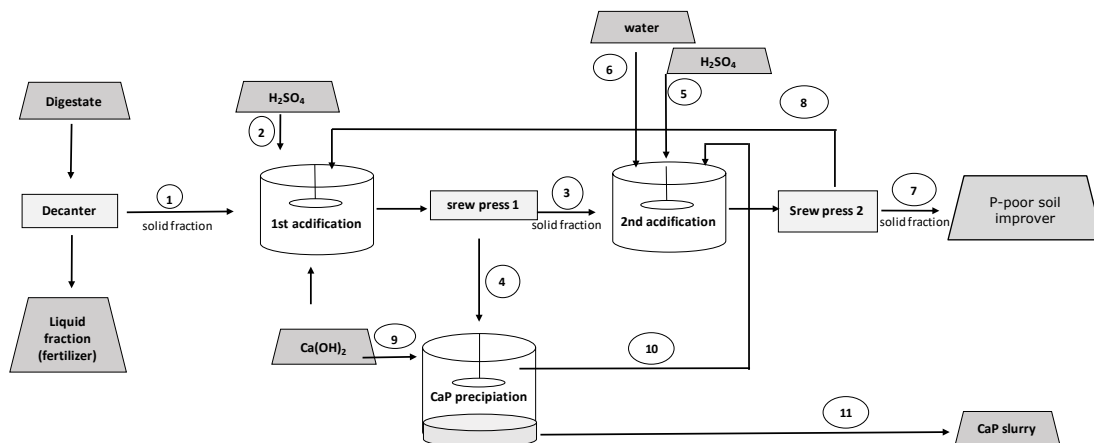 water
H₂SO₄
6
5
8
Digestate
H₂SO₄
2
Decanter
1
solid fraction
1st acdification
srew press 1
3
solid fraction
2nd acdification
Srew press 2
7
solid fraction
P-poor soil
improver
4
Liquid
fraction
(fertilizer)
Ca(OH)₂
9
10
CaP precipiation
11
CaP slurry